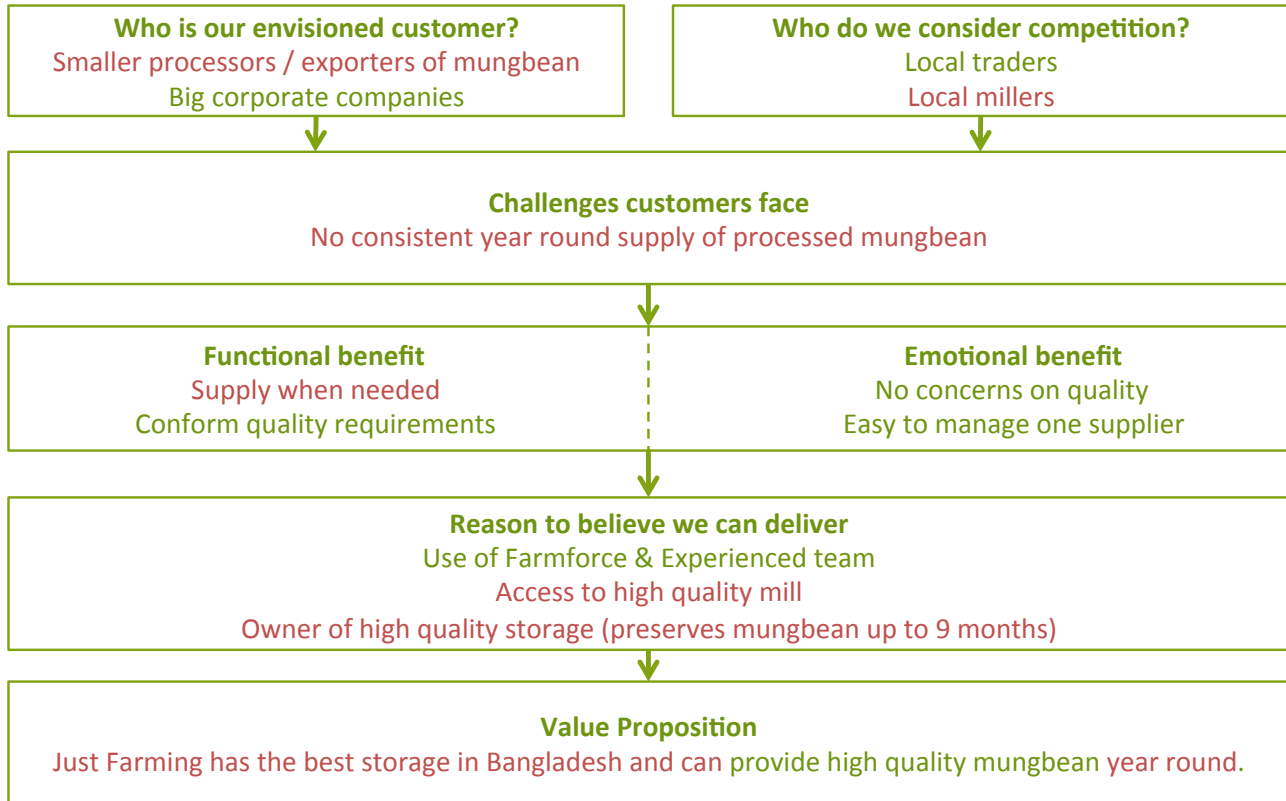 Who is our envisioned customer?
Smaller processors / exporters of mungbean
Big corporate companies
Who do we consider competition?
Local traders
Local millers
Challenges customers face
No consistent year round supply of processed mungbean
Functional benefit
Supply when needed
Conform quality requirements
Emotional benefit
No concerns on quality
Easy to manage one supplier
Reason to believe we can deliver
Use of Farmforce & Experienced team
Access to high quality mill
Owner of high quality storage (preserves mungbean up to 9 months)
Value Proposition
Just Farming has the best storage in Bangladesh and can provide high quality mungbean year round.